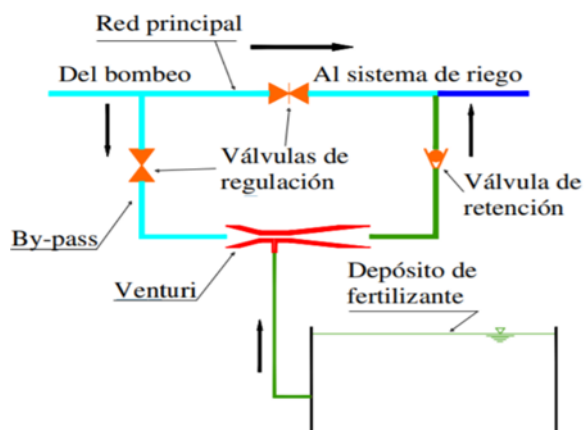 Red principal
Del bombeo
Al sistema de riego
Válvulas de
regulación
Válvula de
retención
By-pass
Venturi
Depósito de
fertilizante